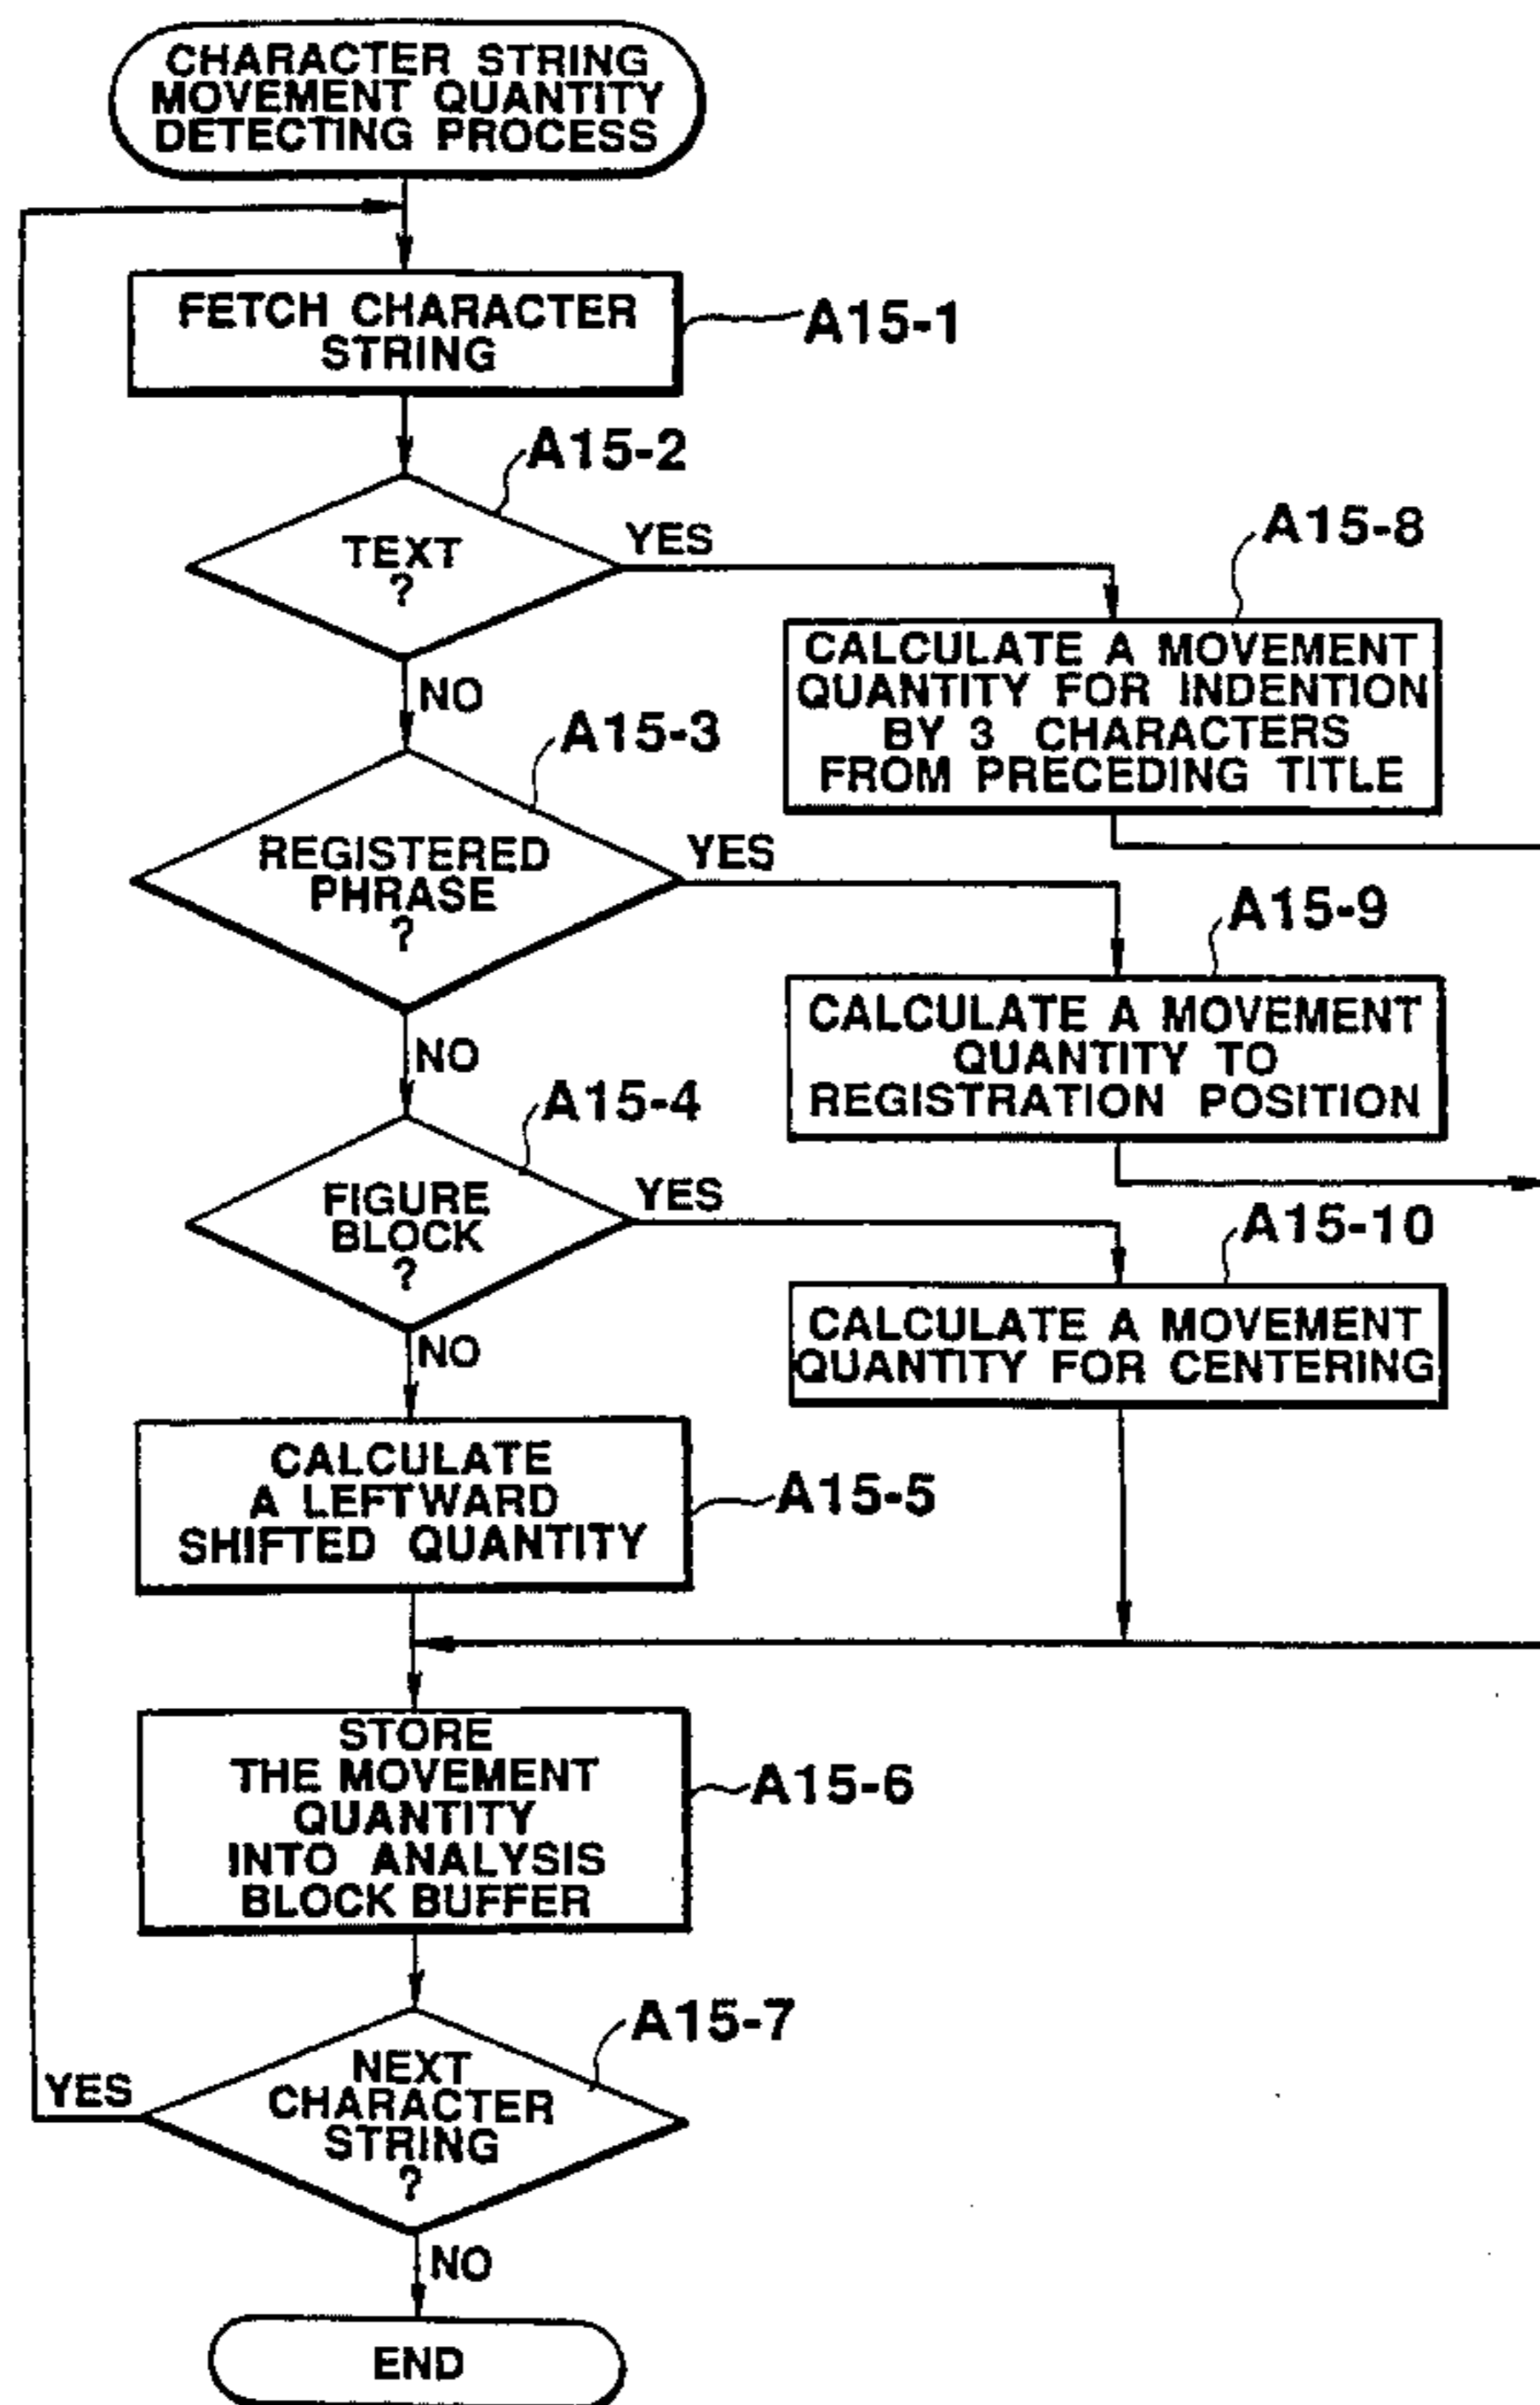 CHARACTER STRING
MOVEMENT QUANTITY
DETECTING PROCESS
FETCH CHARACTER
STRING
A15-1
A15-2
TEXT
?
YES
NO
A15-8
CALCULATE A MOVEMENT
QUANTITY FOR INDENTION
BY 3 CHARACTERS
FROM PRECEDING TITLE
A15-3
REGISTERED
PHRASE
?
YES
NO
A15-9
CALCULATE A MOVEMENT
QUANTITY TO
REGISTRATION POSITION
A15-4
FIGURE
BLOCK
?
YES
NO
A15-10
CALCULATE A MOVEMENT
QUANTITY FOR CENTERING
CALCULATE
A LEFTWARD
SHIFTED QUANTITY
A15-5
STORE
THE MOVEMENT
QUANTITY
INTO ANALYSIS
BLOCK BUFFER
A15-6
A15-7
NEXT
CHARACTER
STRING
?
YES
NO
END